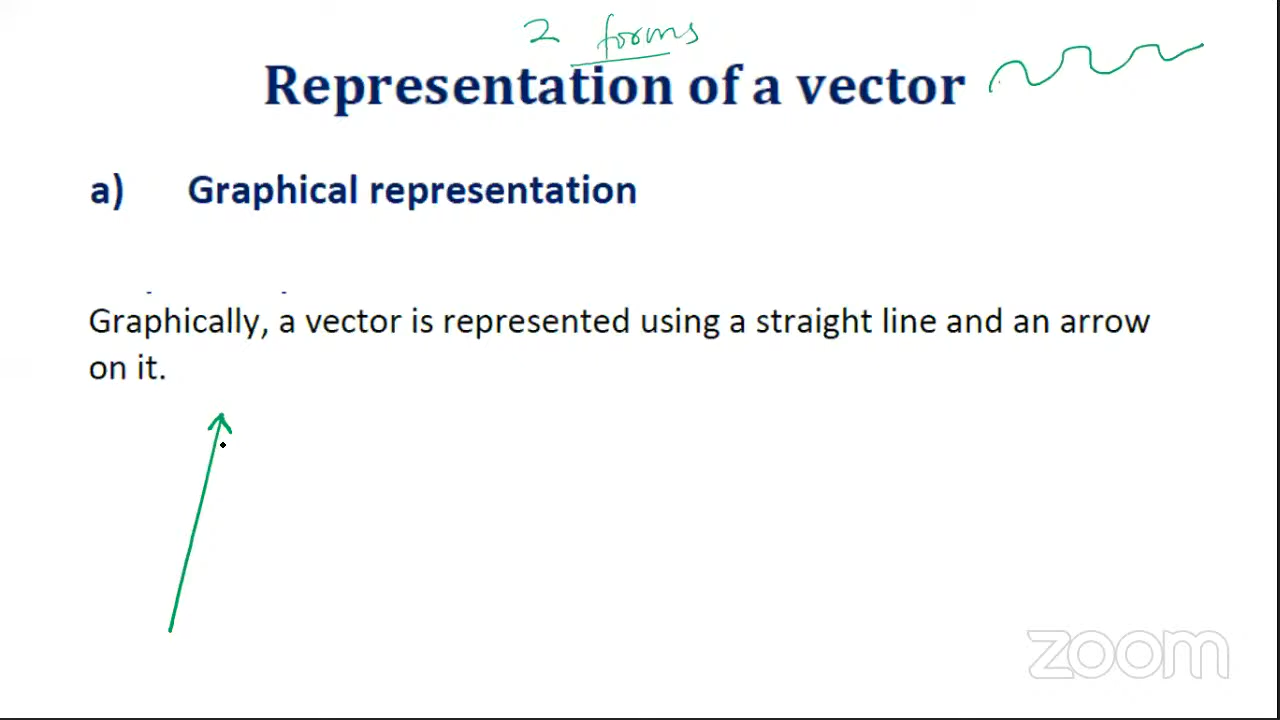 2 forms
Representation of a vector
a) Graphical representation
Graphically, a vector is represented using a straight line and an arrow
on it.
zoom